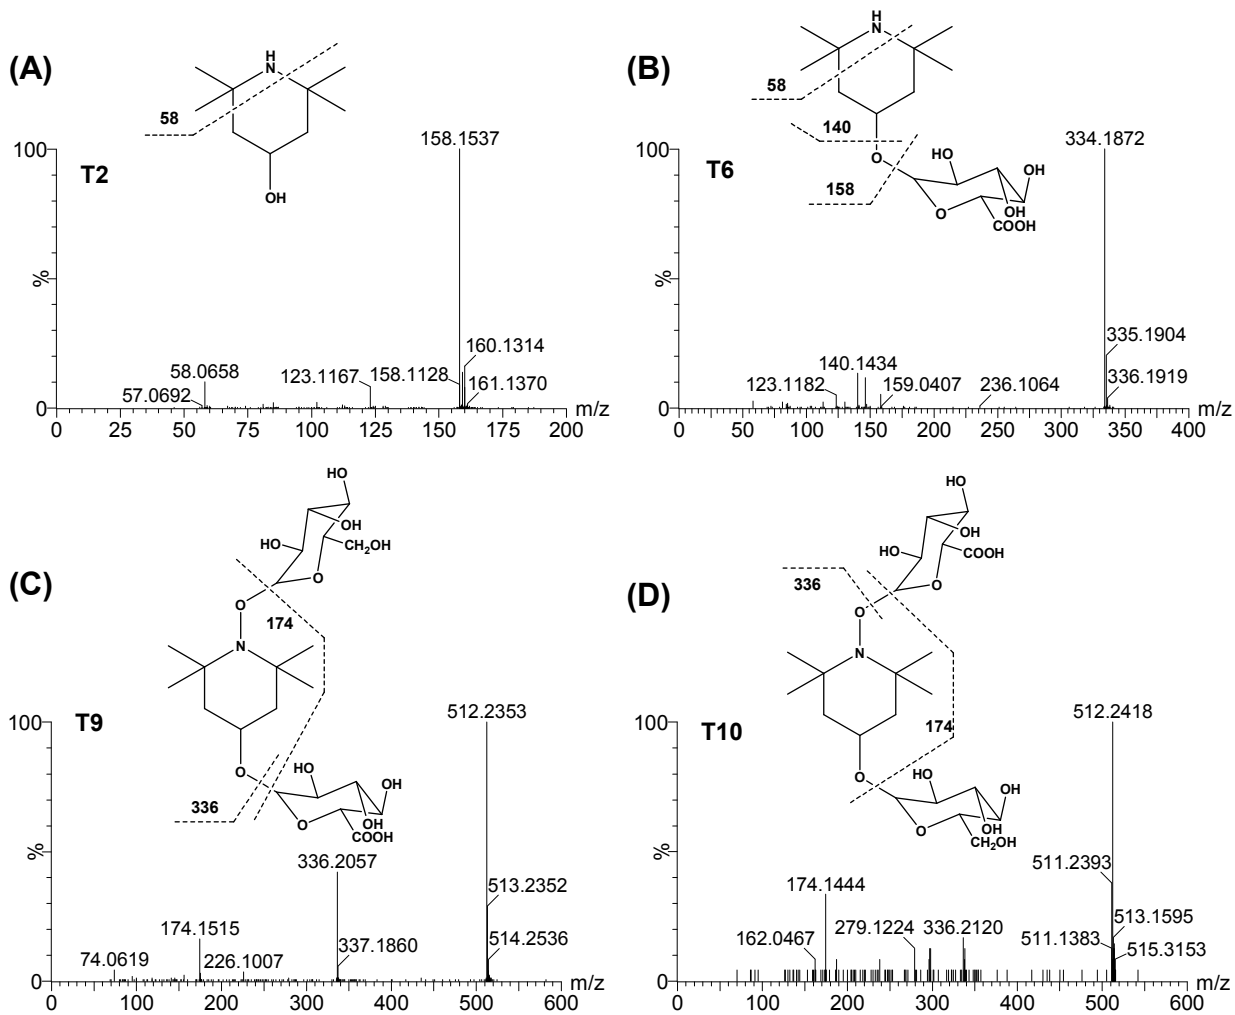 (A)
H
N
58
OH
100
T2
158.1537
%
58.0658
57.0692
123.1167
158.1128
160.1314
161.1370
0
0 25 50 75 100 125 150 175 200 m/z
(B)
H
N
58
140
O
158
HO
OH
O
OH
COOH
100
T6
334.1872
%
123.1182
140.1434
159.0407
236.1064
335.1904
336.1919
0
0 50 100 150 200 250 300 350 400 m/z
(C)
HO
OH
HO
CH2OH
O
O
174
N
O
336
HO
OH
O
OH
COOH
100
T9
512.2353
%
74.0619
174.1515
226.1007
336.2057
337.1860
513.2352
514.2536
0
0 100 200 300 400 500 600 m/z
(D)
HO
OH
HO
COOH
336
O
O
N
174
O
HO
OH
O
OH
CH2OH
100
T10
512.2418
%
162.0467
174.1444
279.1224
336.2120
511.2393
511.1383
513.1595
515.3153
0
0 100 200 300 400 500 600 m/z